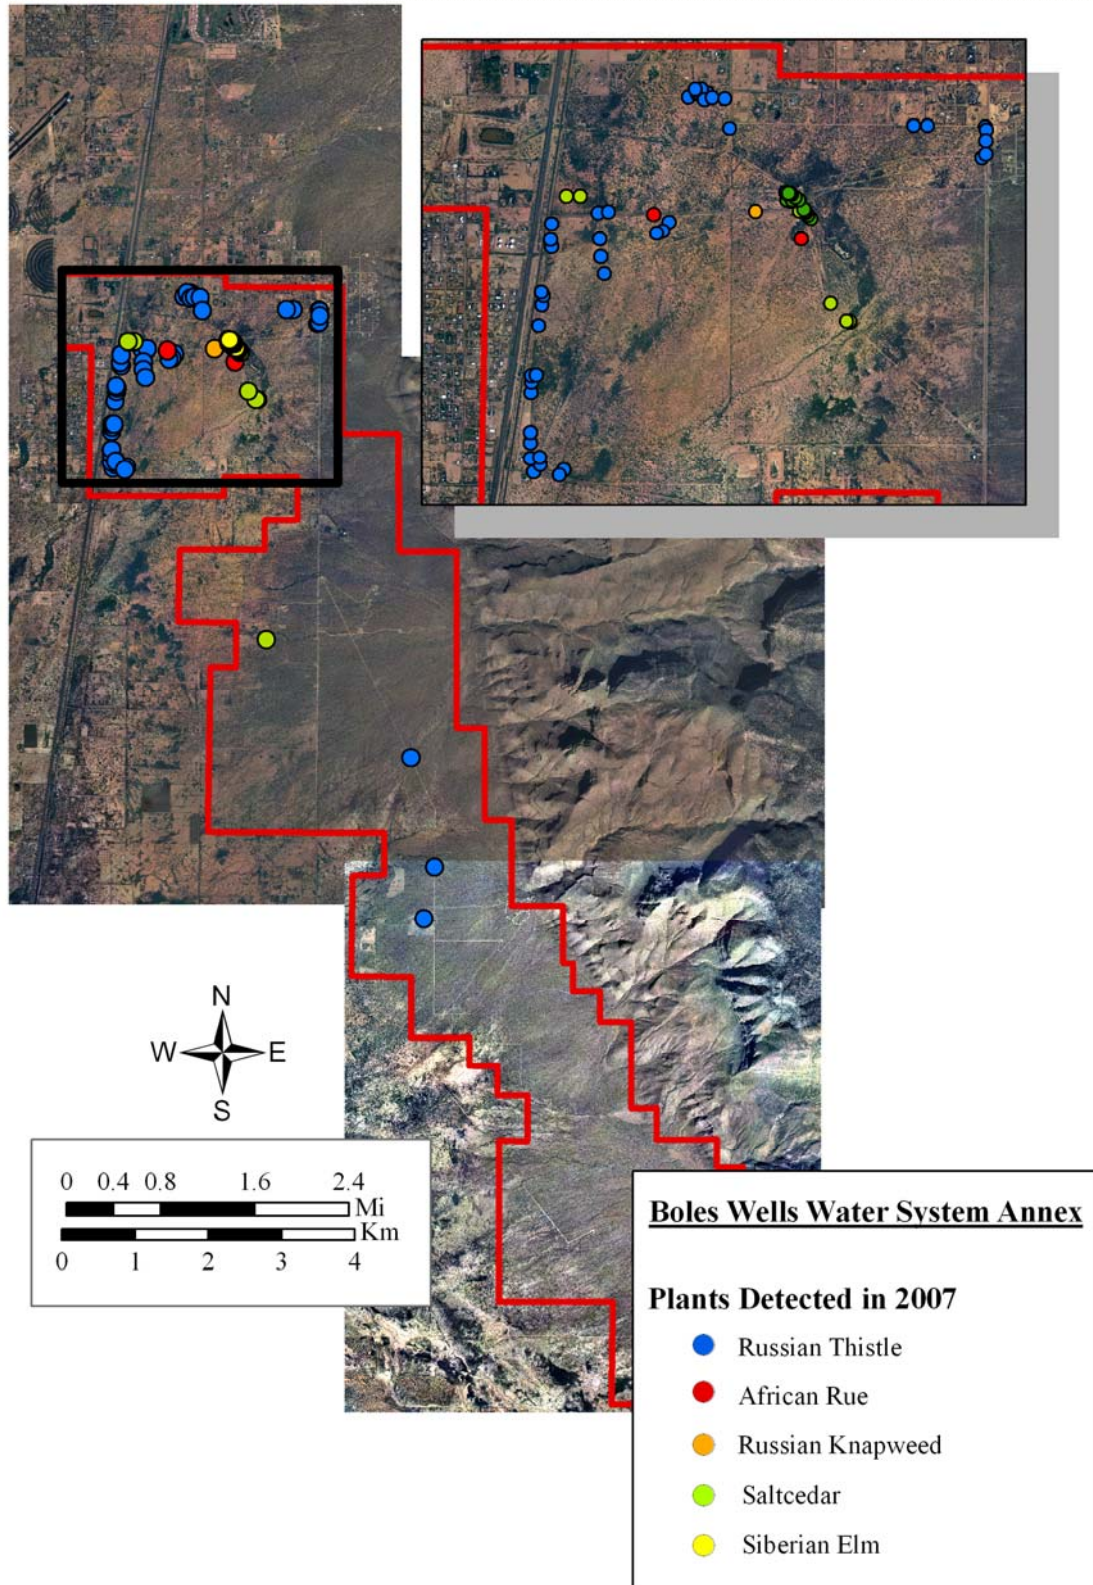 N
W E
S
0 0.4 0.8 1.6 2.4
Mi
Km
0 1 2 3 4
Boles Wells Water System Annex
Plants Detected in 2007
Russian Thistle
African Rue
Russian Knapweed
Saltcedar
Siberian Elm